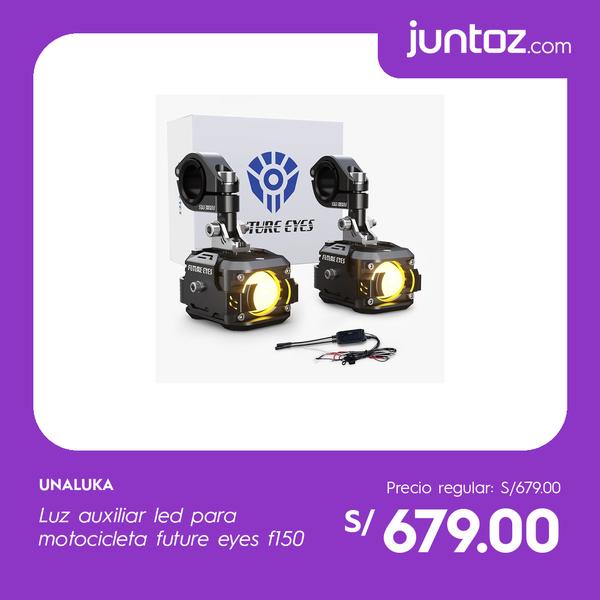 juntoz.com
FUTURE EYES
FUTURE EYES
FUTURE EYES
UNALUKA
Luz auxiliar led para
motocicleta future eyes f150
Precio regular: S/679.00
S/ 679.00